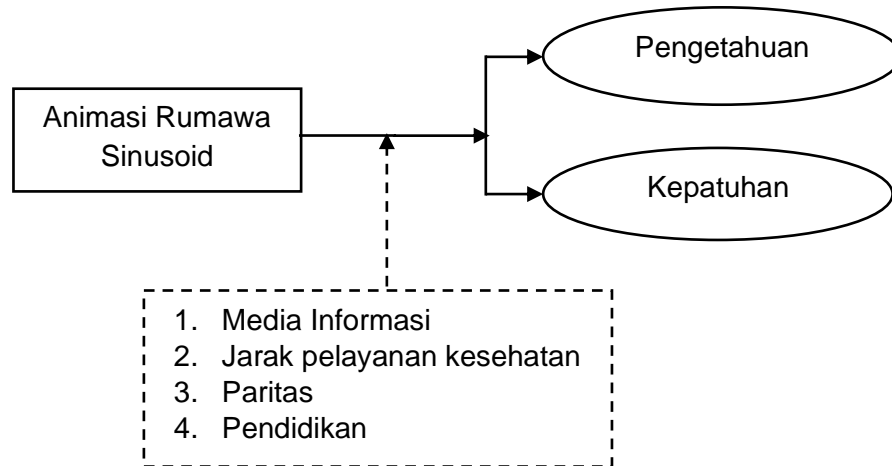 Pengetahuan
Animasi Rumawa
Sinusoid
Kepatuhan
1. Media Informasi
2. Jarak pelayanan kesehatan
3. Paritas
4. Pendidikan